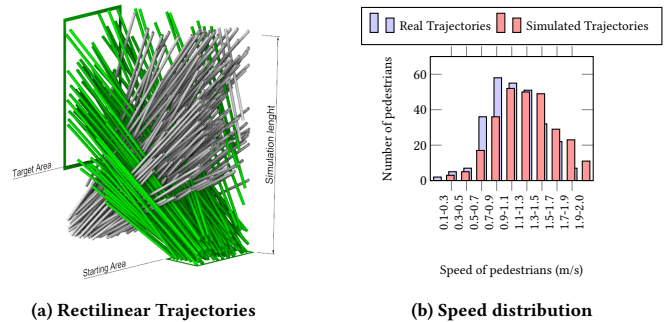 Target Area
Starting Area
Simulation lenght
(a) Rectilinear Trajectories
Real Trajectories
Simulated Trajectories
Number of pedestrians
60
40
20
0
0.1-0.3
0.3-0.5
0.5-0.7
0.7-0.9
0.9-1.1
1.1-1.3
1.3-1.5
1.5-1.7
1.7-1.9
1.9-2.0
Speed of pedestrians (m/s)
(b) Speed distribution